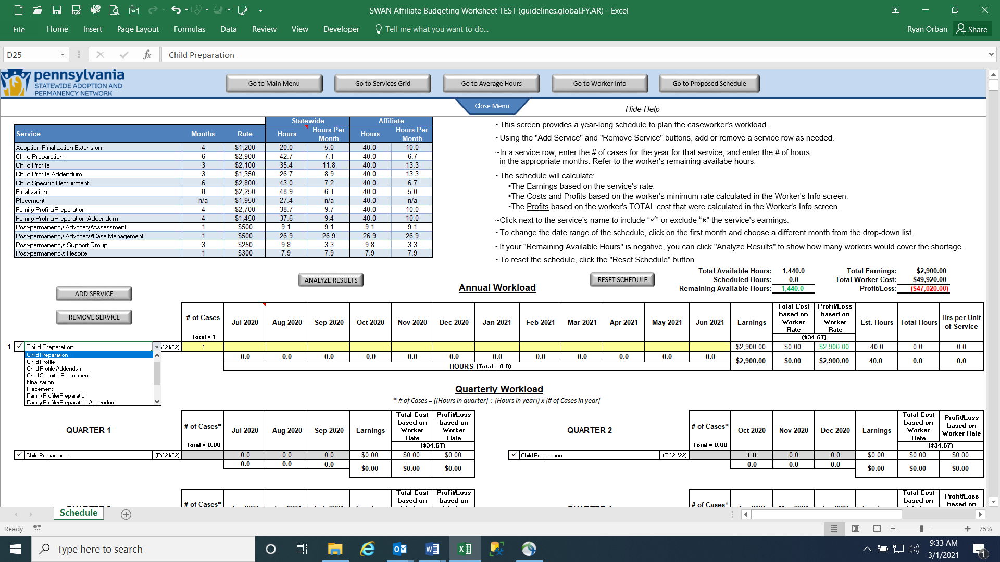 SWAN Affiliate Budgeting Worksheet TEST (guidelines.global.FY.AR) - Excel
File Home Insert Page Layout Formulas Data Review View Developer Tell me what you want to do... Ryan Orban Share
D25 fx Child Preparation
pennsylvania
STATEWIDE ADOPTION AND
PERMANENCY NETWORK
Go to Main Menu Go to Services Grid Go to Average Hours Go to Worker Info Go to Proposed Schedule
Close Menu
Hide Help
Statewide Affiliate
Service Months Rate Hours Hours Per Month Hours Hours Per Month
Adoption Finalization Extension 4 $1,200 20.0 5.0 40.0 10.0
Child Preparation 6 $2,900 42.7 7.1 40.0 6.7
Child Profile 3 $2,100 35.4 11.8 40.0 13.3
Child Profile Addendum 3 $1,350 26.7 8.9 40.0 13.3
Child Specific Recruitment 6 $2,800 43.0 7.2 40.0 6.7
Finalization 8 $2,250 48.9 6.1 40.0 5.0
Placement n/a $1,950 27.4 n/a 40.0 n/a
Family Profile/Preparation 4 $2,700 38.7 9.7 40.0 10.0
Family Profile/Preparation Addendum 4 $1,450 37.6 9.4 40.0 10.0
Post-permanency Advocacy/Assessment 1 $500 9.1 9.1 9.1 9.1
Post-permanency Advocacy/Case Management 1 $500 26.9 26.9 26.9 26.9
Post-permanency: Support Group 3 $250 9.8 3.3 9.8 3.3
Post-permanency: Respite 1 $300 7.9 7.9 7.9 7.9
~This screen provides a year-long schedule to plan the caseworker's workload.
~Using the "Add Service" and "Remove Service" buttons, add or remove a service row as needed.
~In a service row, enter the # of cases for the year for that service, and enter the # of hours
in the appropriate months. Refer to the worker's remaining availabe hours.
~The schedule will calculate:
▪The Earnings based on the service's rate.
▪The Costs and Profits based on the worker's minimum rate calculated in the Worker's Info screen.
▪The Profits based on the worker's TOTAL cost that were calculated in the Worker's Info screen.
~Click next to the service's name to include "✓" or exclude "×" the service's earnings.
~To change the date range of the schedule, click on the first month and choose a different month from the drop-down list.
~If your "Remaining Available Hours" is negative, you can click "Analyze Results" to show how many workers would cover the shortage.
~To reset the schedule, click the "Reset Schedule" button.
ADD SERVICE
REMOVE SERVICE
ANALYZE RESULTS
RESET SCHEDULE
Annual Workload
Total Available Hours: 1,440.0 Total Earnings: $2,900.00
Scheduled Hours: 0.0 Total Worker Cost: $49,920.00
Remaining Available Hours: 1,440.0 Profit/Loss: ($47,020.00)
# of Cases Total = 1 Jul 2020 Aug 2020 Sep 2020 Oct 2020 Nov 2020 Dec 2020 Jan 2021 Feb 2021 Mar 2021 Apr 2021 May 2021 Jun 2021 Earnings Total Cost based on Worker Rate Profit/Loss based on Worker Rate ($34.67) Est. Hours Total Hours Hrs per Unit of Service
1 ✓ Child Preparation Y 21/22) 1 $2,900.00 $0.00 $2,900.00 40.0 0.0 0.0
0.0 0.0 0.0 0.0 0.0 0.0 0.0 0.0 0.0 0.0 0.0 0.0 $2,900.00 $0.00 $2,900.00 40.0 0.0 0.0
HOURS (Total = 0.0)
Child Preparation
Child Profile
Child Profile Addendum
Child Specific Recruitment
Finalization
Placement
Family Profile/Preparation
Family Profile/Preparation Addendum
Quarterly Workload
* # of Cases = ([Hours in quarter] ÷ [Hours in year]) x [# of Cases in year]
QUARTER 1 # of Cases* Total = 0.00 Jul 2020 Aug 2020 Sep 2020 Earnings Total Cost based on Worker Rate Profit/Loss based on Worker Rate ($34.67)
✓ Child Preparation (FY 21/22) 0.0 0.0 0.0 $0.00 $0.00 $0.00
0.0 0.0 0.0 $0.00 $0.00 $0.00
QUARTER 2 # of Cases* Total = 0.00 Oct 2020 Nov 2020 Dec 2020 Earnings Total Cost based on Worker Rate Profit/Loss based on Worker Rate ($34.67)
✓ Child Preparation (FY 21/22) 0.0 0.0 0.0 $0.00 $0.00 $0.00
0.0 0.0 0.0 $0.00 $0.00 $0.00
# of Cases* Total Cost based on Profit/Loss based on
# of Cases* Total Cost based on Profit/Loss based on
Schedule
Ready 75%
Type here to search
9:33 AM
3/1/2021
1